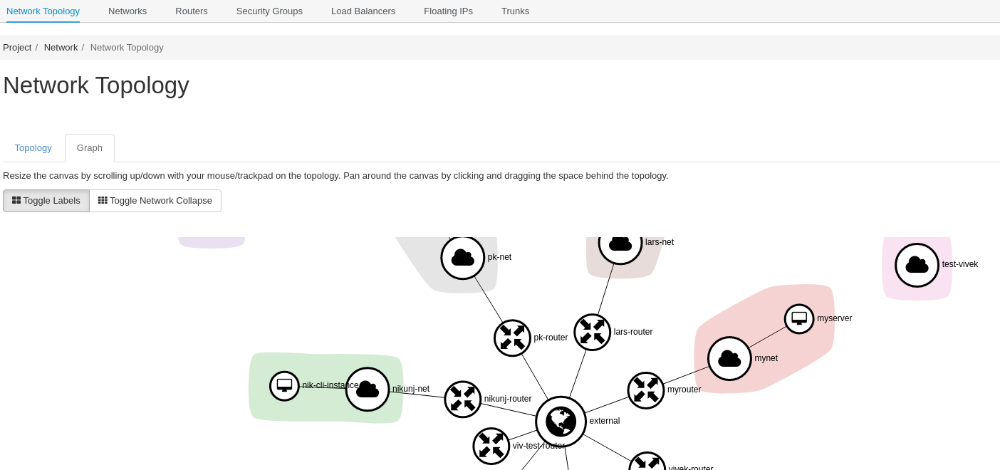 Network Topology Networks Routers Security Groups Load Balancers Floating IPs Trunks
Project / Network / Network Topology
Network Topology
Topology Graph
Resize the canvas by scrolling up/down with your mouse/trackpad on the topology. Pan around the canvas by clicking and dragging the space behind the topology.
Toggle Labels Toggle Network Collapse
lars-net
pk-net
test-vivek
myserver
lars-router
pk-router
mynet
nik-cli-instance
nikunj-net
myrouter
nikunj-router
external
viv-test-router
vivek-router